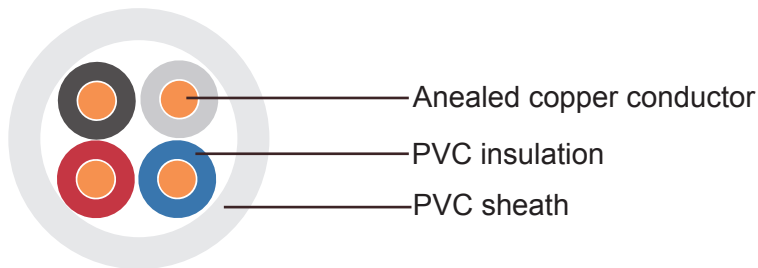 Anealed copper conductor
PVC insulation
PVC sheath